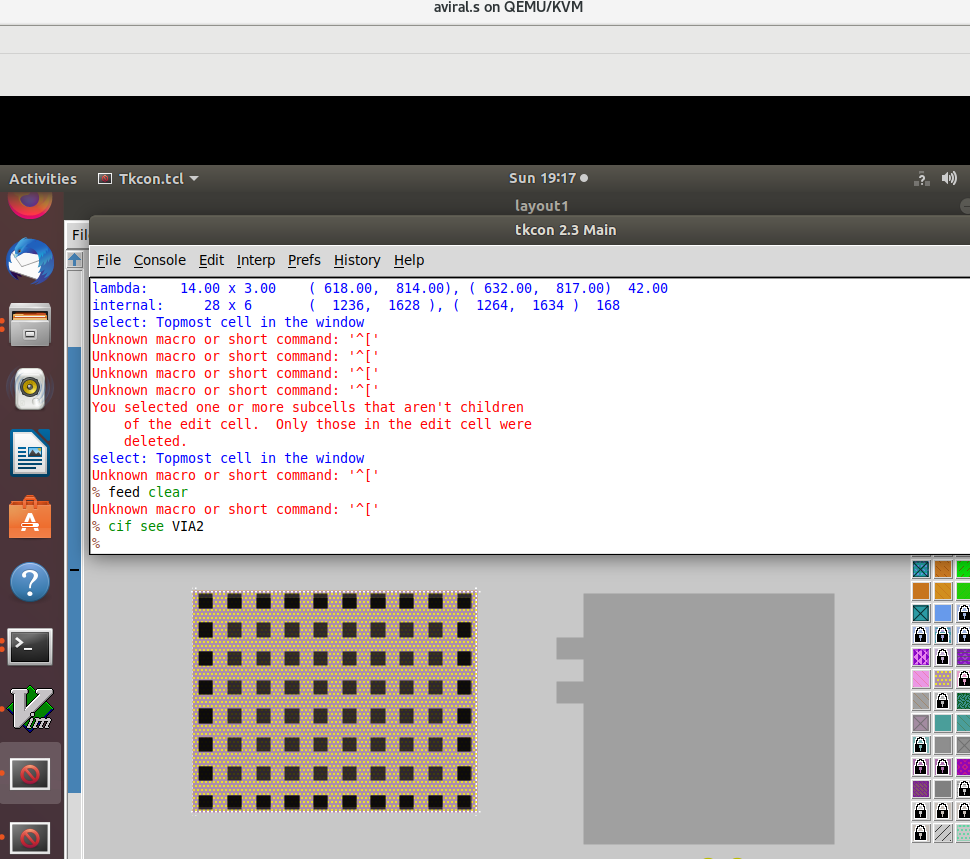 aviral.s on QEMU/KVM
Activities Tkcon.tcl Sun 19:17
layout1
Fil
tkcon 2.3 Main
File Console Edit Interp Prefs History Help
lambda: 14.00 x 3.00 ( 618.00, 814.00), ( 632.00, 817.00) 42.00
internal: 28 x 6 ( 1236, 1628 ), ( 1264, 1634 ) 168
select: Topmost cell in the window
Unknown macro or short command: '^['
Unknown macro or short command: '^['
Unknown macro or short command: '^['
Unknown macro or short command: '^['
You selected one or more subcells that aren't children
of the edit cell. Only those in the edit cell were
deleted.
select: Topmost cell in the window
Unknown macro or short command: '^['
% feed clear
Unknown macro or short command: '^['
% cif see VIA2
%